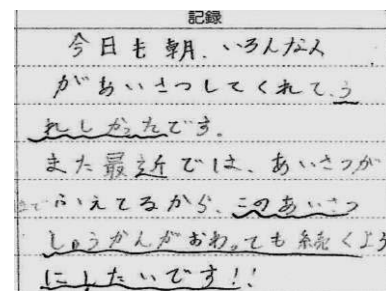 記録
今日も朝、いろんな人
があいさつしてくれて、う
れしかったです。
また最近では、あいさつが
ふえてるから、このあいさつ
しゅうかんがおわっても続くよう
にしたいです!!